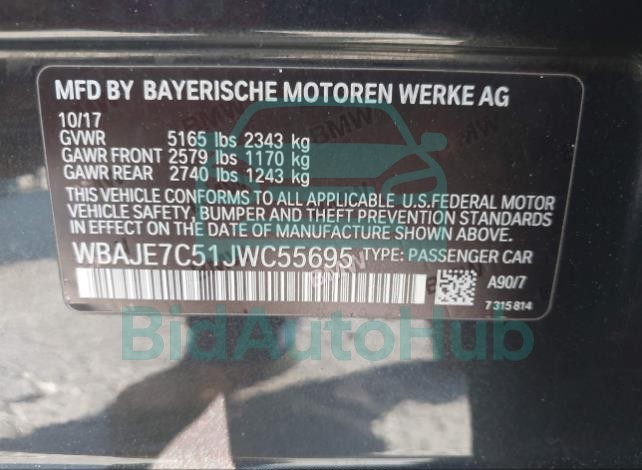 MFD BY BAYERISCHE MOTOREN WERKE AG
10/17
GVWR 5165 lbs 2343 kg
GAWR FRONT 2579 lbs 1170 kg
GAWR REAR 2740 lbs 1243 kg
THIS VEHICLE CONFORMS TO ALL APPLICABLE U.S.FEDERAL MOTOR
VEHICLE SAFETY, BUMPER AND THEFT PREVENTION STANDARDS
IN EFFECT ON THE DATE OF MANUFACTURE SHOWN ABOVE.
WBAJE7C51JWC55695 TYPE: PASSENGER CAR
A90/7
7 315 814
BidAutoHub